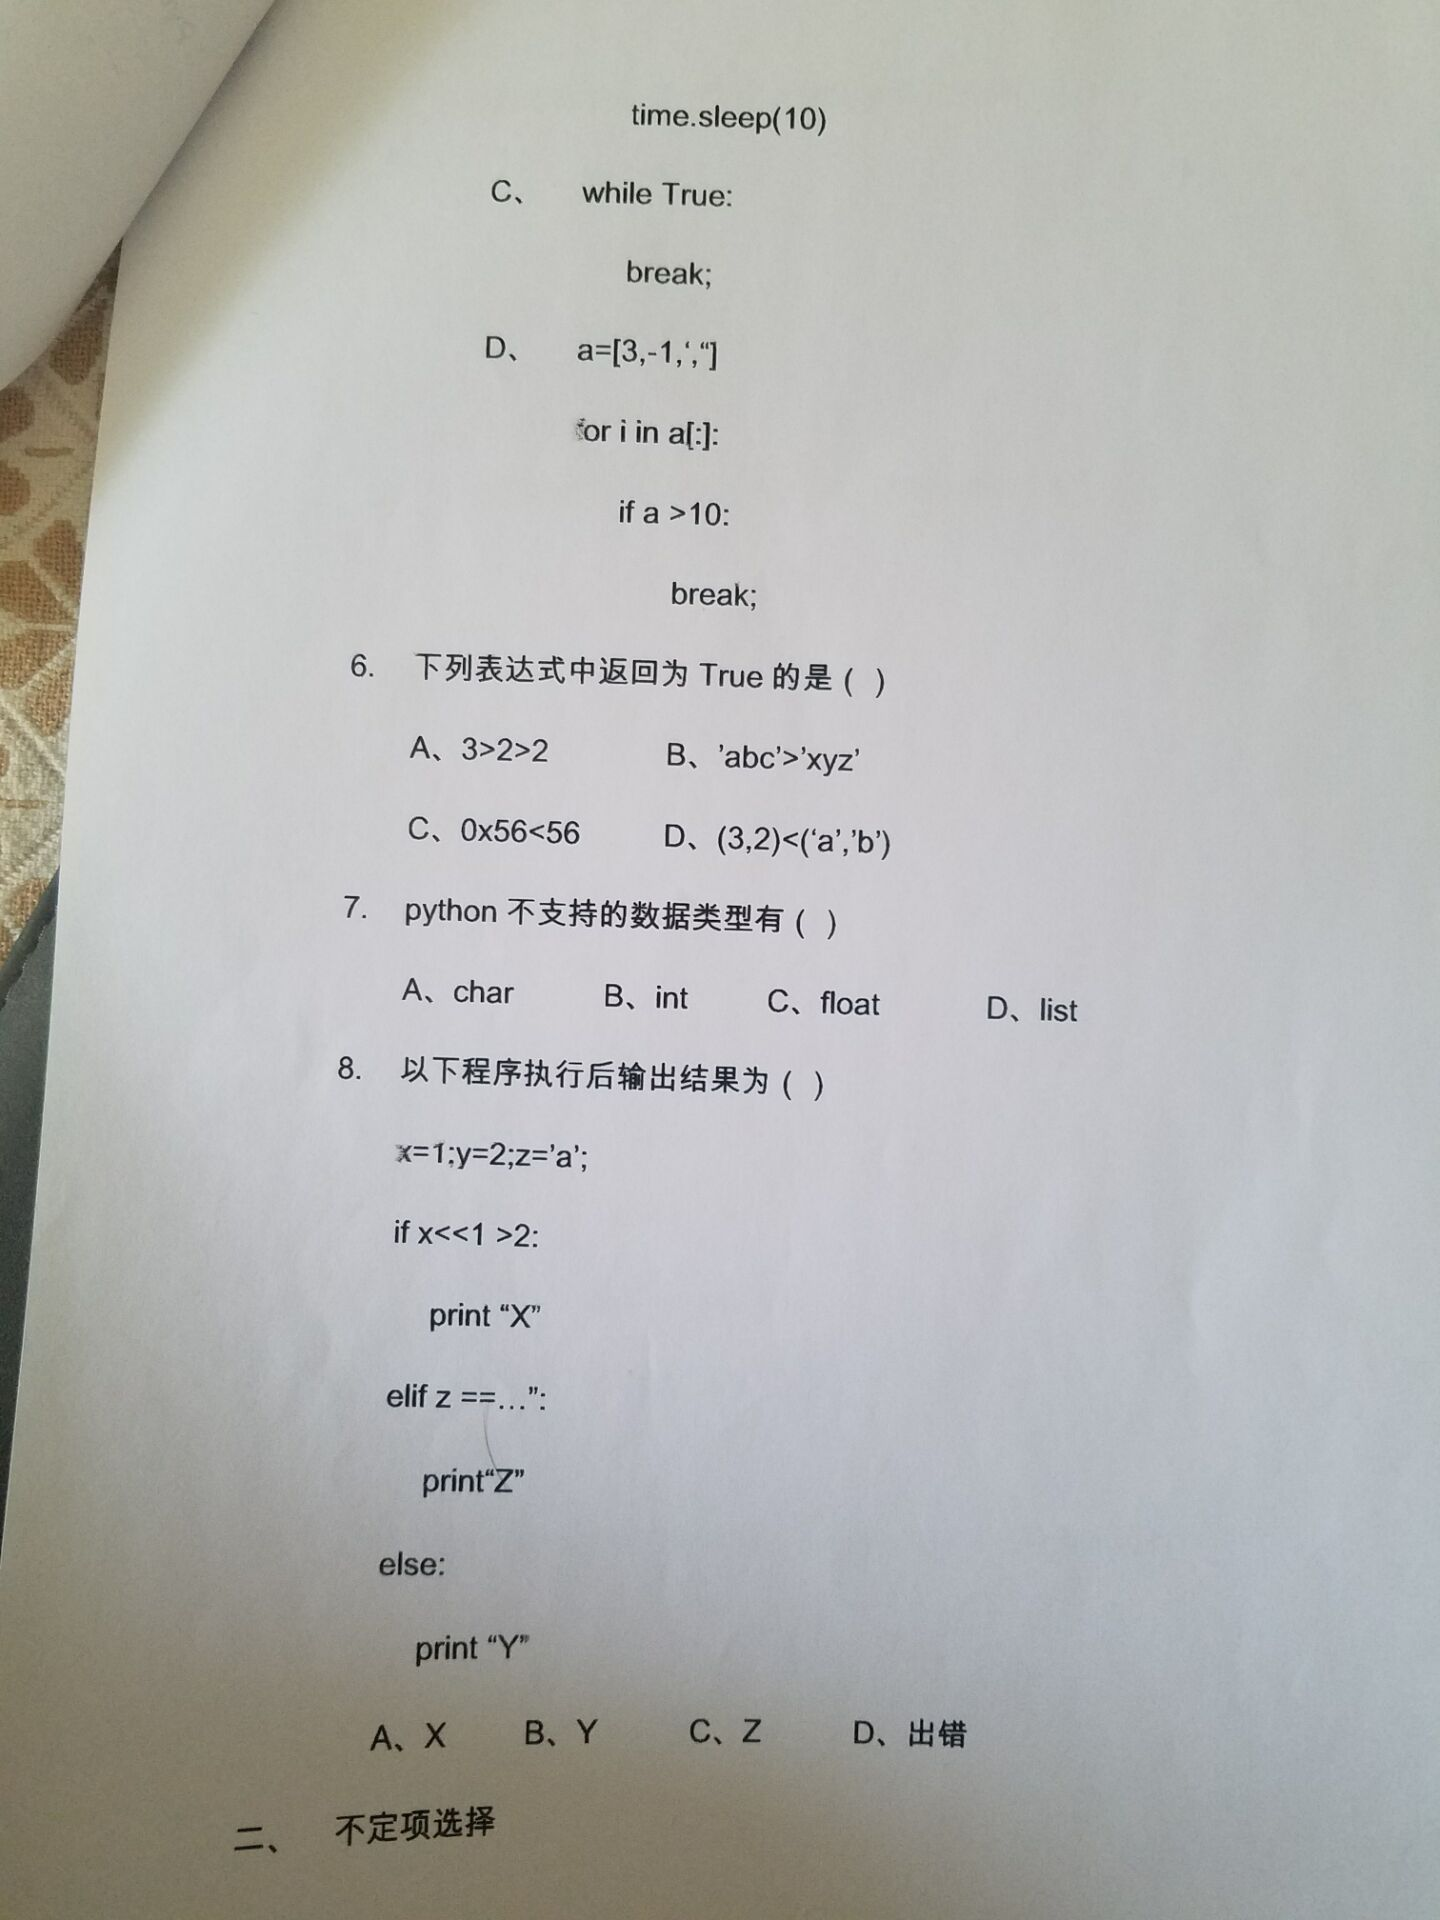 time.sleep(10)
C、 while True:
break;
D、 a=[3,-1,‘,“]
for i in a[:]:
if a >10:
break;
6. 下列表达式中返回为 True 的是 ( )
A、3>2>2 B、’abc’>’xyz’
C、0x56<56 D、(3,2)<(‘a’,’b’)
7. python 不支持的数据类型有 ( )
A、char B、int C、float D、list
8. 以下程序执行后输出结果为 ( )
x=1;y=2;z=’a’;
if x<<1 >2:
print “X”
elif z ==…”:
print“Z”
else:
print “Y”
A、X B、Y C、Z D、出错
二、 不定项选择